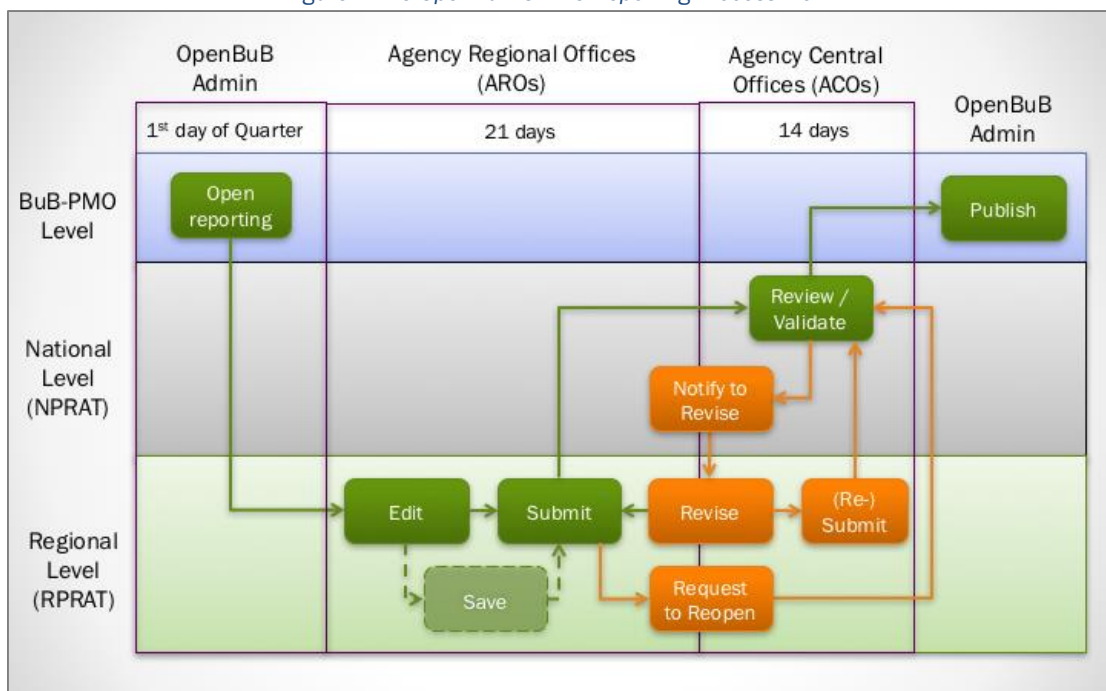 OpenBuB
Admin
Agency Regional Offices
(AROs)
Agency Central
Offices (ACOs)
OpenBuB
Admin
1st day of Quarter
21 days
14 days
BuB-PMO
Level
Open
reporting
Publish
National
Level
(NPRAT)
Review /
Validate
Notify to
Revise
Regional
Level
(RPRAT)
Edit
Submit
Revise
(Re-)
Submit
Save
Request
to Reopen